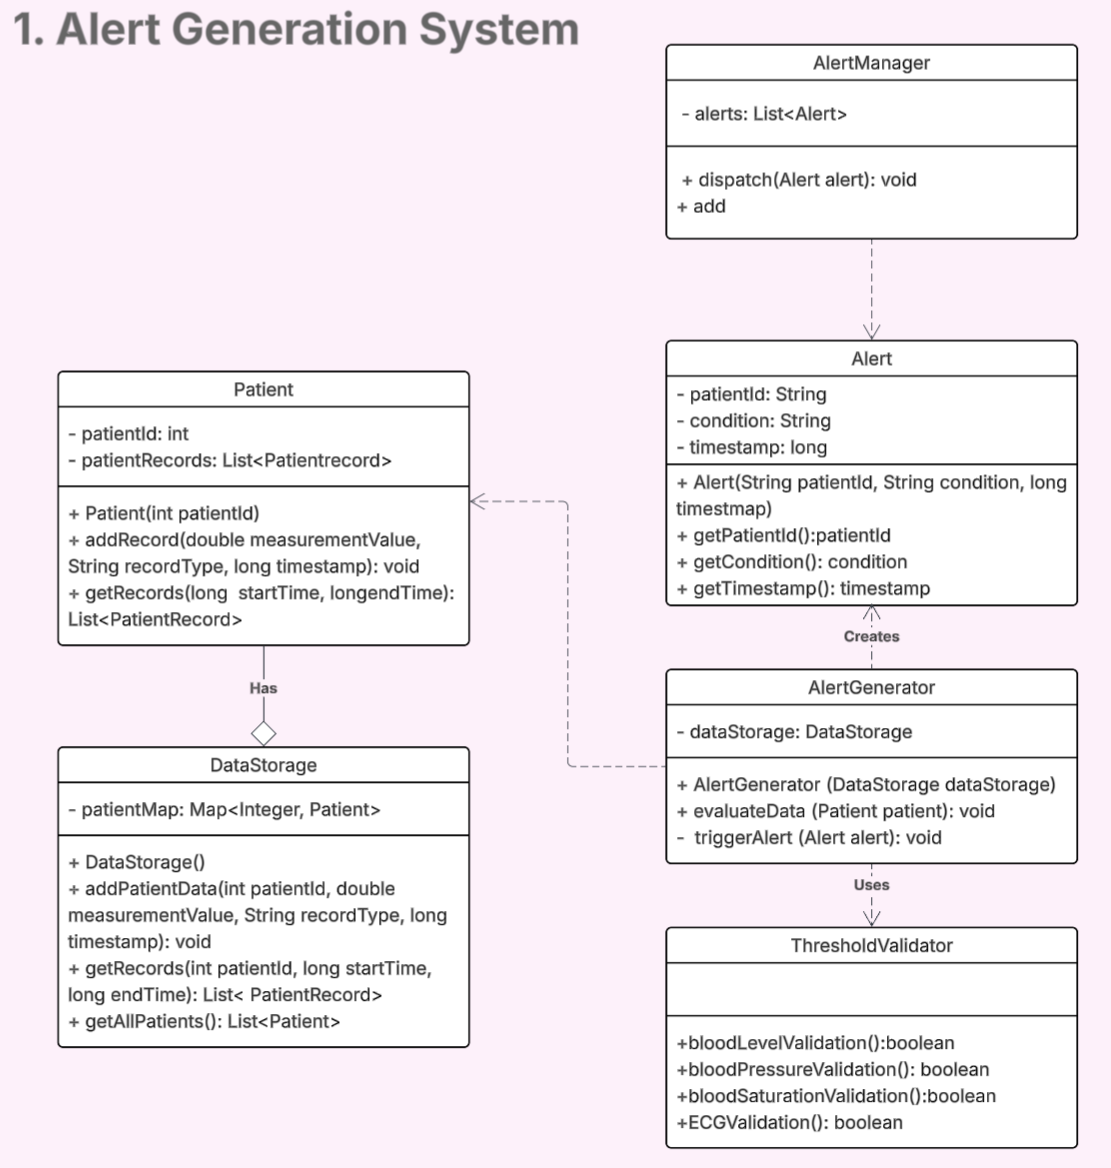 1. Alert Generation System
AlertManager
- alerts: List<Alert>
+ dispatch(Alert alert): void
+ add
Alert
- patientId: String
- condition: String
- timestamp: long
+ Alert(String patientId, String condition, long
timestmap)
+ getPatientId():patientId
+ getCondition(): condition
+ getTimestamp(): timestamp
Patient
- patientId: int
- patientRecords: List<Patientrecord>
+ Patient(int patientId)
+ addRecord(double measurementValue,
String recordType, long timestamp): void
+ getRecords(long  startTime, longendTime):
List<PatientRecord>
Creates
Has
AlertGenerator
- dataStorage: DataStorage
+ AlertGenerator (DataStorage dataStorage)
+ evaluateData (Patient patient): void
-  triggerAlert (Alert alert): void
DataStorage
- patientMap: Map<Integer, Patient>
+ DataStorage()
+ addPatientData(int patientId, double
measurementValue, String recordType, long
timestamp): void
+ getRecords(int patientId, long startTime,
long endTime): List< PatientRecord>
+ getAllPatients(): List<Patient>
Uses
ThresholdValidator
+bloodLevelValidation():boolean
+bloodPressureValidation(): boolean
+bloodSaturationValidation():boolean
+ECGValidation(): boolean